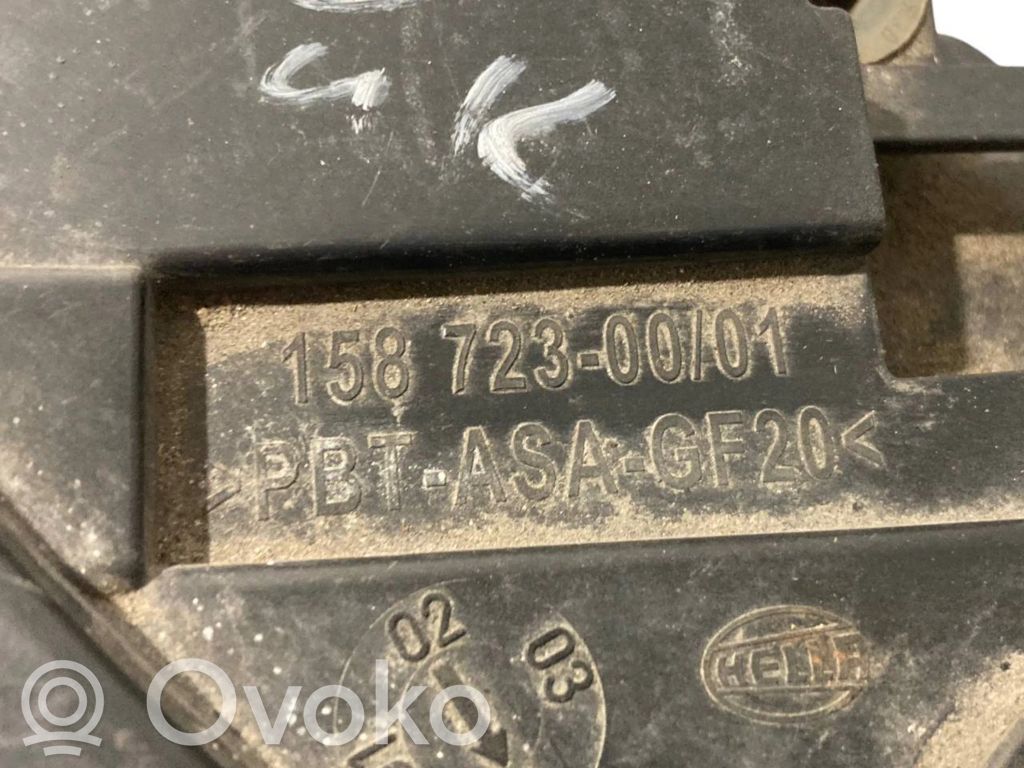 GK
158 723-00/01
>PBT-ASA-GF20<
02
03
HELLA
Ovoko